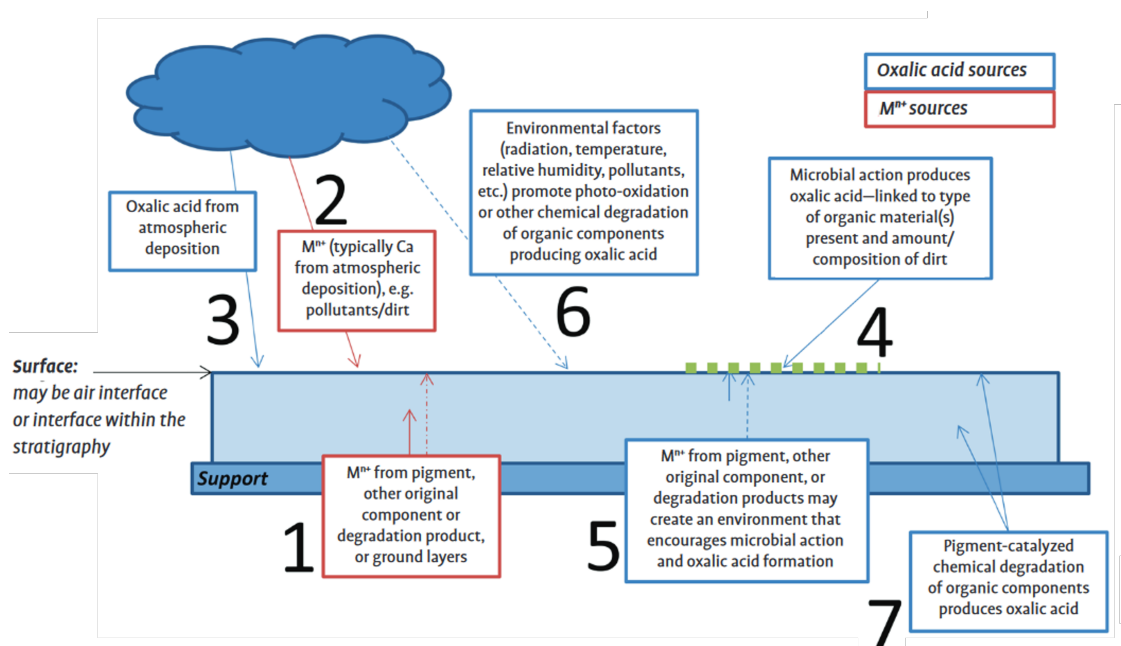 Oxalic acid sources
Mⁿ⁺ sources
Environmental factors
(radiation, temperature,
relative humidity, pollutants,
etc.) promote photo-oxidation
or other chemical degradation
of organic components
producing oxalic acid
6
Microbial action produces
oxalic acid—linked to type
of organic material(s)
present and amount/
composition of dirt
4
Oxalic acid from
atmospheric
deposition
3
2
Mⁿ⁺ (typically Ca
from atmospheric
deposition), e.g.
pollutants/dirt
Surface:
may be air interface
or interface within the
stratigraphy
Support
1
Mⁿ⁺ from pigment,
other original
component or
degradation product,
or ground layers
5
Mⁿ⁺ from pigment, other
original component, or
degradation products may
create an environment that
encourages microbial action
and oxalic acid formation
7
Pigment-catalyzed
chemical degradation
of organic components
produces oxalic acid